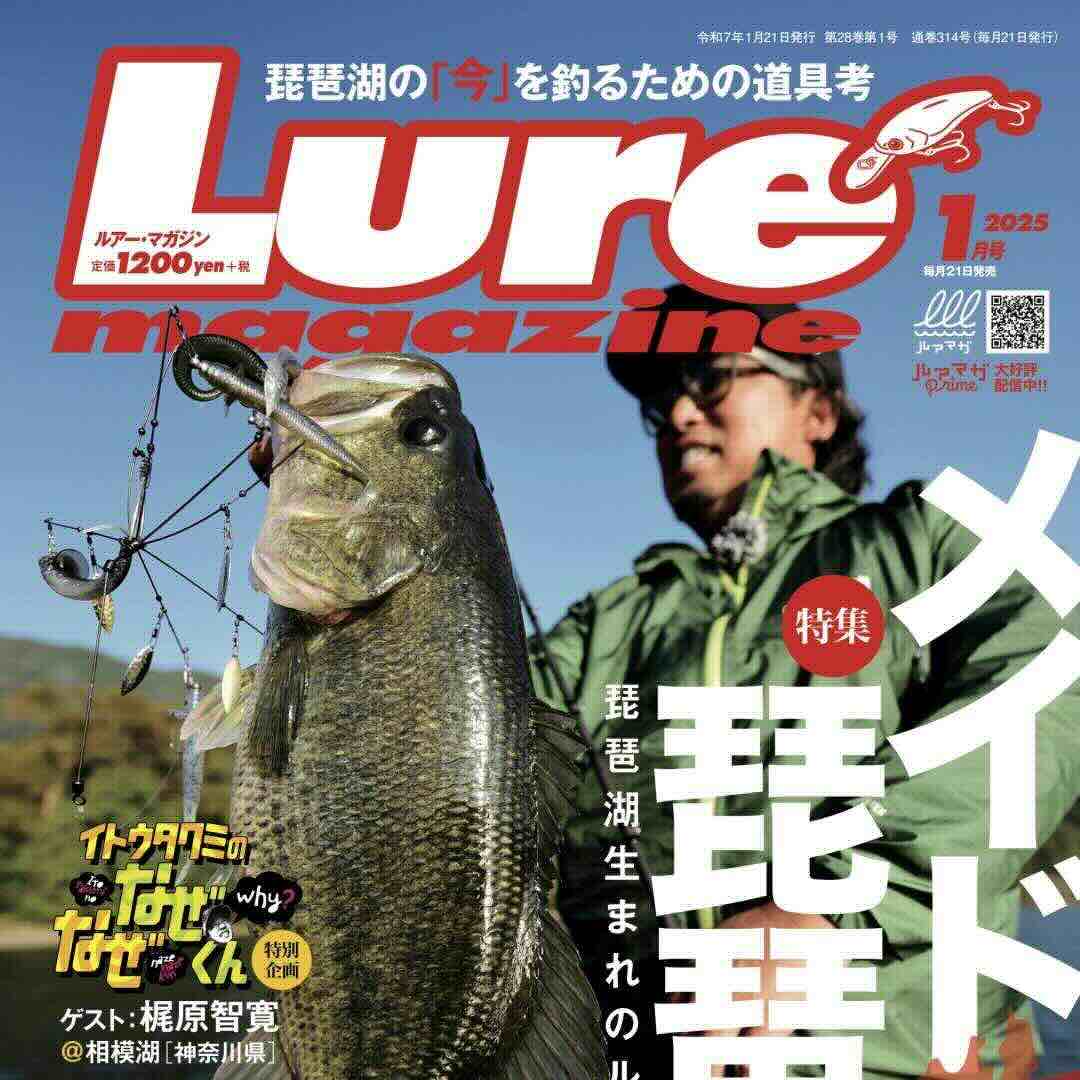 令和7年1月21日発行 第28巻第1号 通巻314号(毎月21日発行)
琵琶湖の「今」を釣るための道具考
Lure
magazine
ルアー・マガジン
定価1200yen+税
1月号 2025
毎月21日発売
ルアマガ
ルアマガ Prime 大好評配信中!!
メイド
特集
琵琶
琵琶湖生まれのル
イトウタクミの
なぜ
なぜくん
why?
特別
企画
ゲスト:梶原智寛
@相模湖[神奈川県]